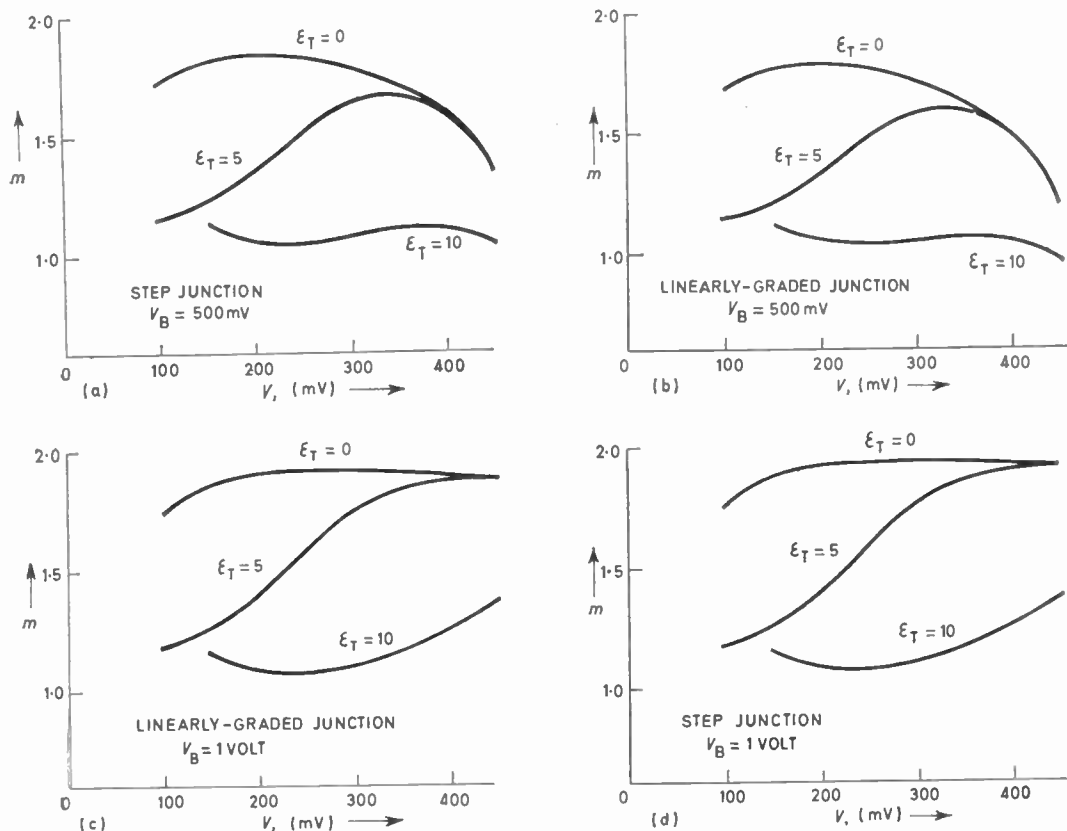 2·0
1·5
1·0
m
ε_T = 0
ε_T = 5
ε_T = 10
STEP JUNCTION
V_B = 500 mV
0 100 200 300 400
(a) V, (mV)
2·0
1·5
1·0
m
ε_T = 0
ε_T = 5
ε_T = 10
LINEARLY-GRADED JUNCTION
V_B = 500 mV
0 100 200 300 400
(b) V, (mV)
2·0
1·5
1·0
m
ε_T = 0
ε_T = 5
ε_T = 10
LINEARLY-GRADED JUNCTION
V_B = 1 VOLT
0 100 200 300 400
(c) V, (mV)
2·0
1·5
1·0
m
ε_T = 0
ε_T = 5
ε_T = 10
STEP JUNCTION
V_B = 1 VOLT
0 100 200 300 400
(d) V, (mV)